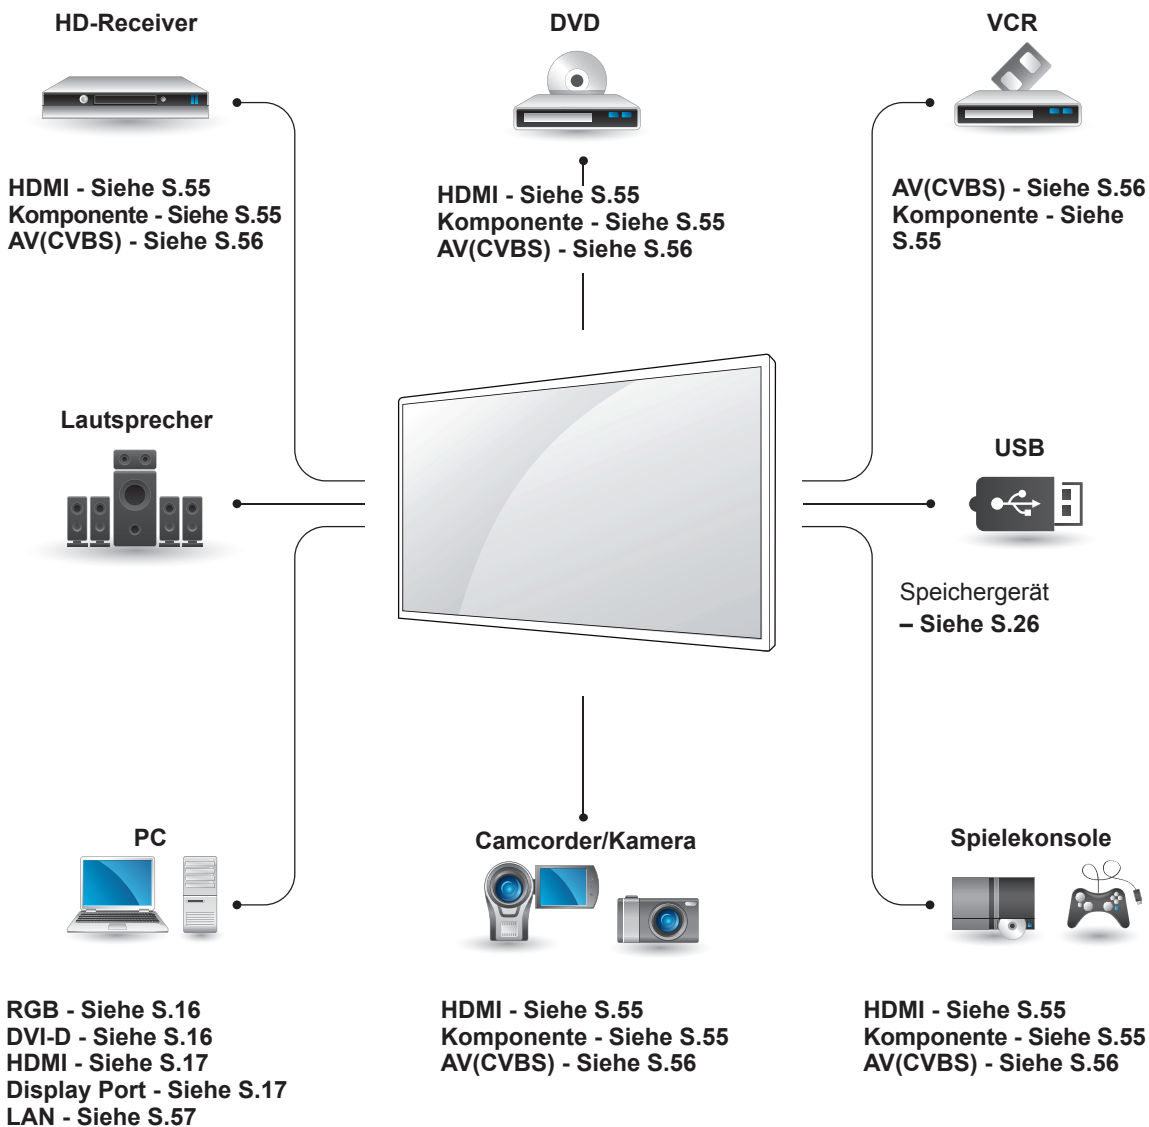 HD-Receiver
HDMI - Siehe S.55
Komponente - Siehe S.55
AV(CVBS) - Siehe S.56
DVD
HDMI - Siehe S.55
Komponente - Siehe S.55
AV(CVBS) - Siehe S.56
VCR
AV(CVBS) - Siehe S.56
Komponente - Siehe
S.55
Lautsprecher
USB
Speichergerät
– Siehe S.26
PC
RGB - Siehe S.16
DVI-D - Siehe S.16
HDMI - Siehe S.17
Display Port - Siehe S.17
LAN - Siehe S.57
Camcorder/Kamera
HDMI - Siehe S.55
Komponente - Siehe S.55
AV(CVBS) - Siehe S.56
Spielekonsole
HDMI - Siehe S.55
Komponente - Siehe S.55
AV(CVBS) - Siehe S.56